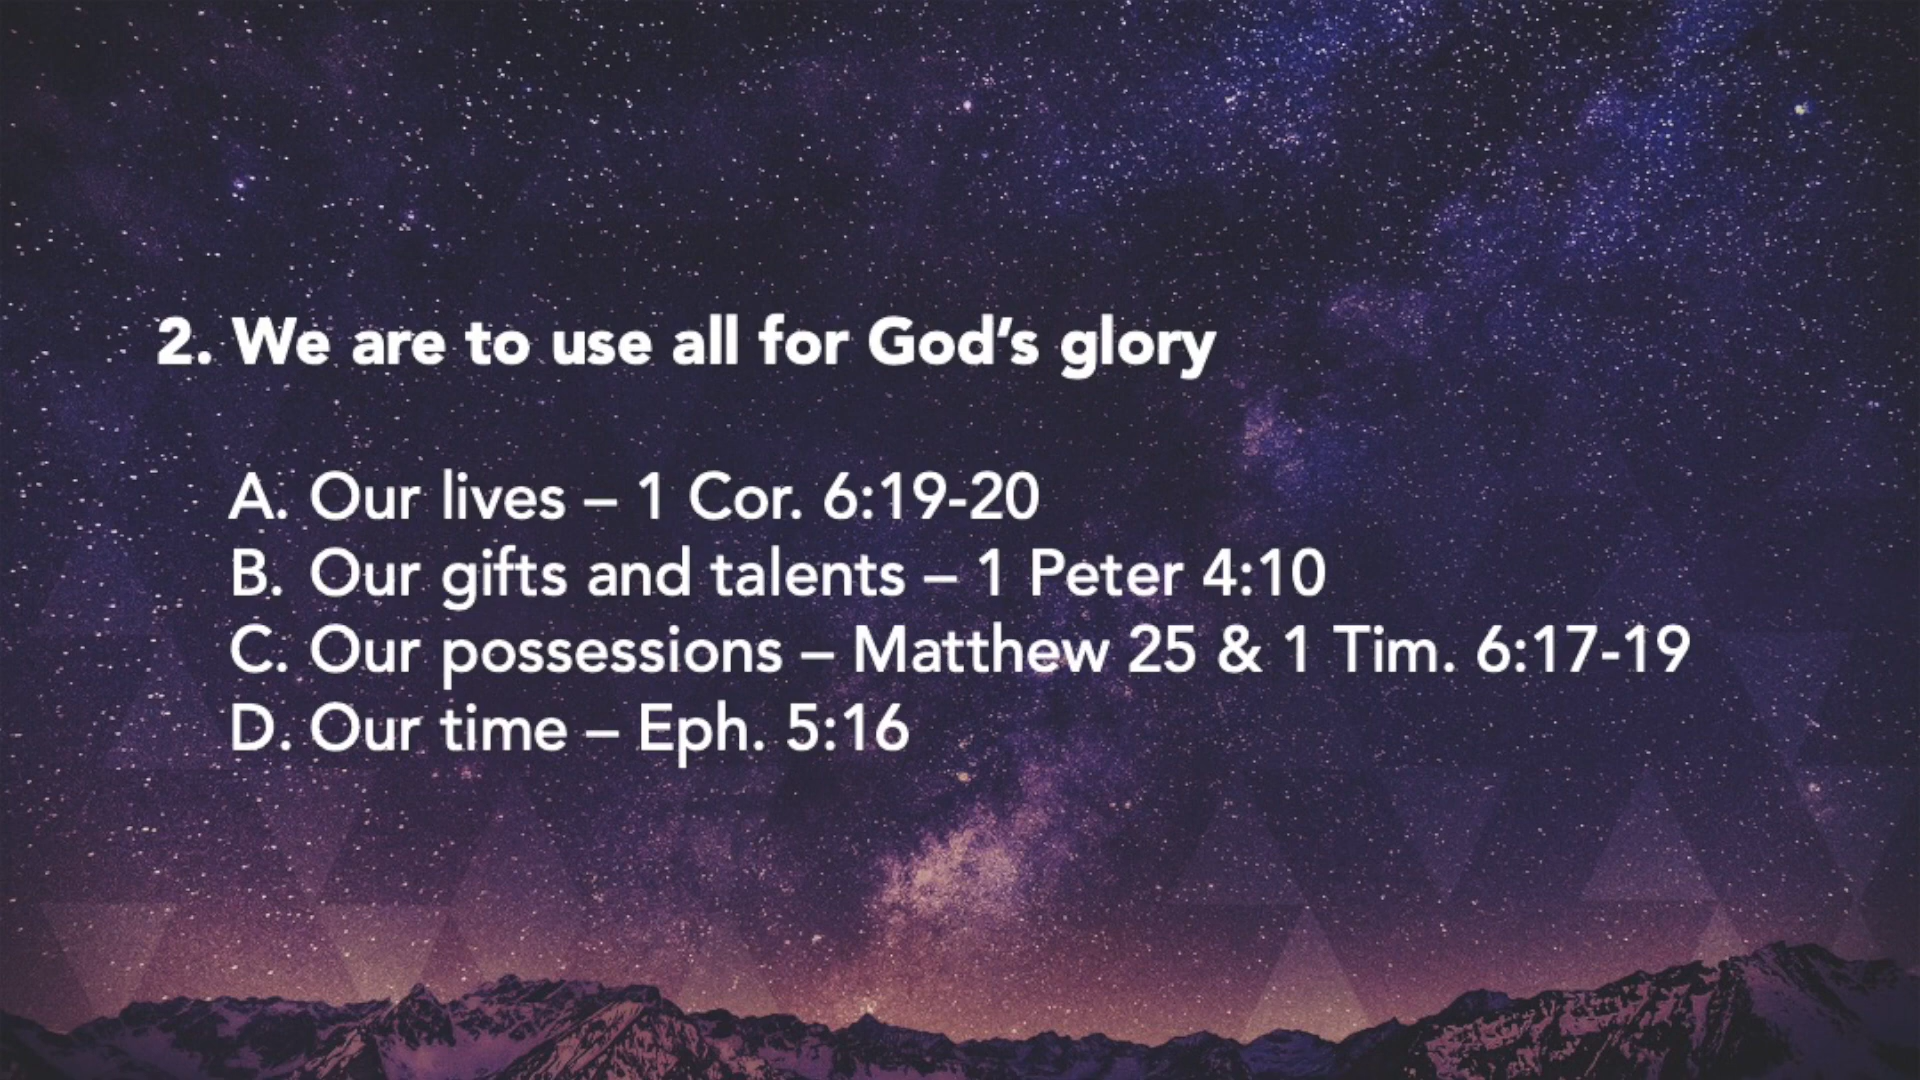 2. We are to use all for God’s glory
A. Our lives – 1 Cor. 6:19-20
B. Our gifts and talents – 1 Peter 4:10
C. Our possessions – Matthew 25 & 1 Tim. 6:17-19
D. Our time – Eph. 5:16